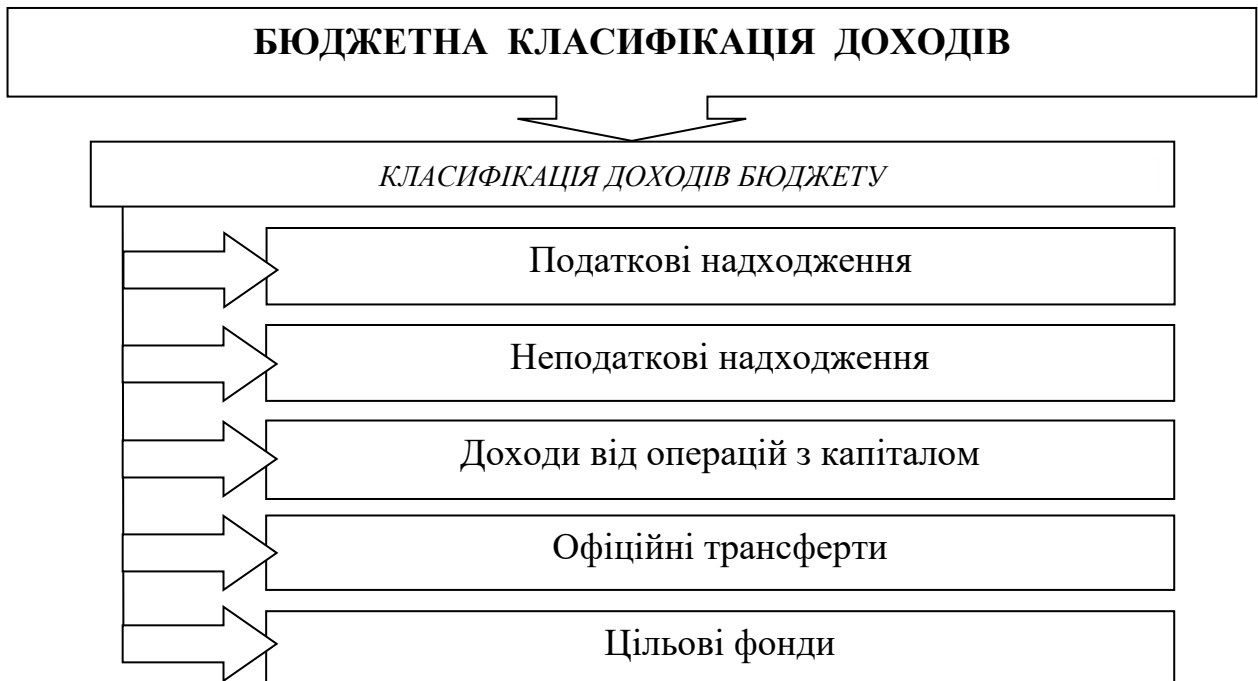 БЮДЖЕТНА КЛАСИФІКАЦІЯ ДОХОДІВ
КЛАСИФІКАЦІЯ ДОХОДІВ БЮДЖЕТУ
Податкові надходження
Неподаткові надходження
Доходи від операцій з капіталом
Офіційні трансферти
Цільові фонди